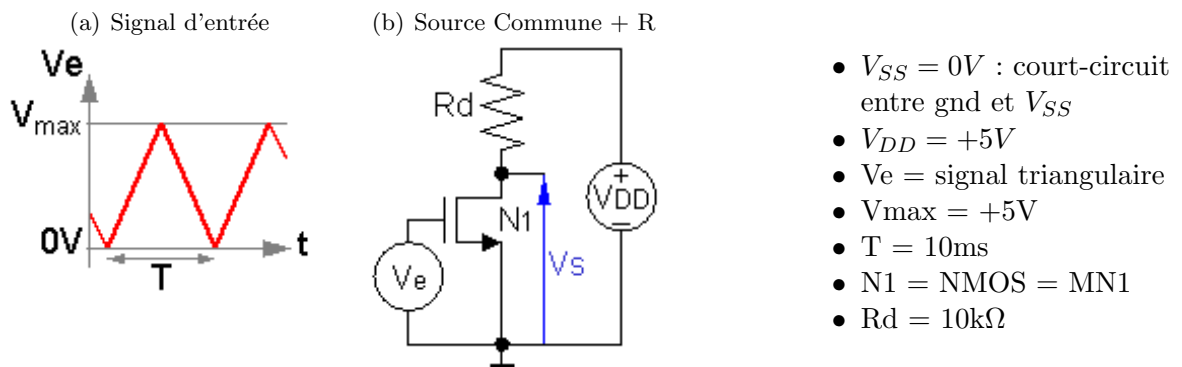 (a) Signal d'entrée
(b) Source Commune + R
Ve
Vmax
0V
T
t
Rd
N1
Ve
Vs
+
VDD
−
• VSS = 0V : court-circuit
entre gnd et VSS
• VDD = +5V
• Ve = signal triangulaire
• Vmax = +5V
• T = 10ms
• N1 = NMOS = MN1
• Rd = 10kΩ